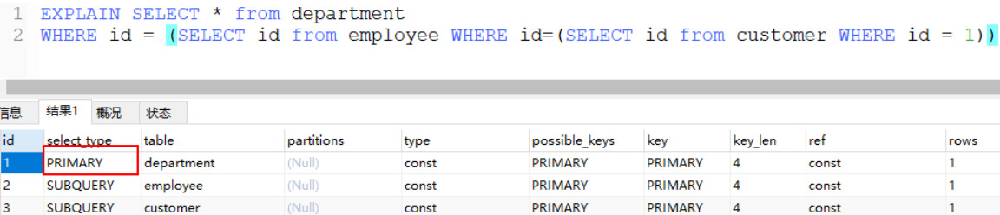 1 EXPLAIN SELECT * from department
2 WHERE id = (SELECT id from employee WHERE id=(SELECT id from customer WHERE id = 1))
信息 结果1 概况 状态
id select_type table partitions type possible_keys key key_len ref rows
1 PRIMARY department (Null) const PRIMARY PRIMARY 4 const 1
2 SUBQUERY employee (Null) const PRIMARY PRIMARY 4 const 1
3 SUBQUERY customer (Null) const PRIMARY PRIMARY 4 const 1